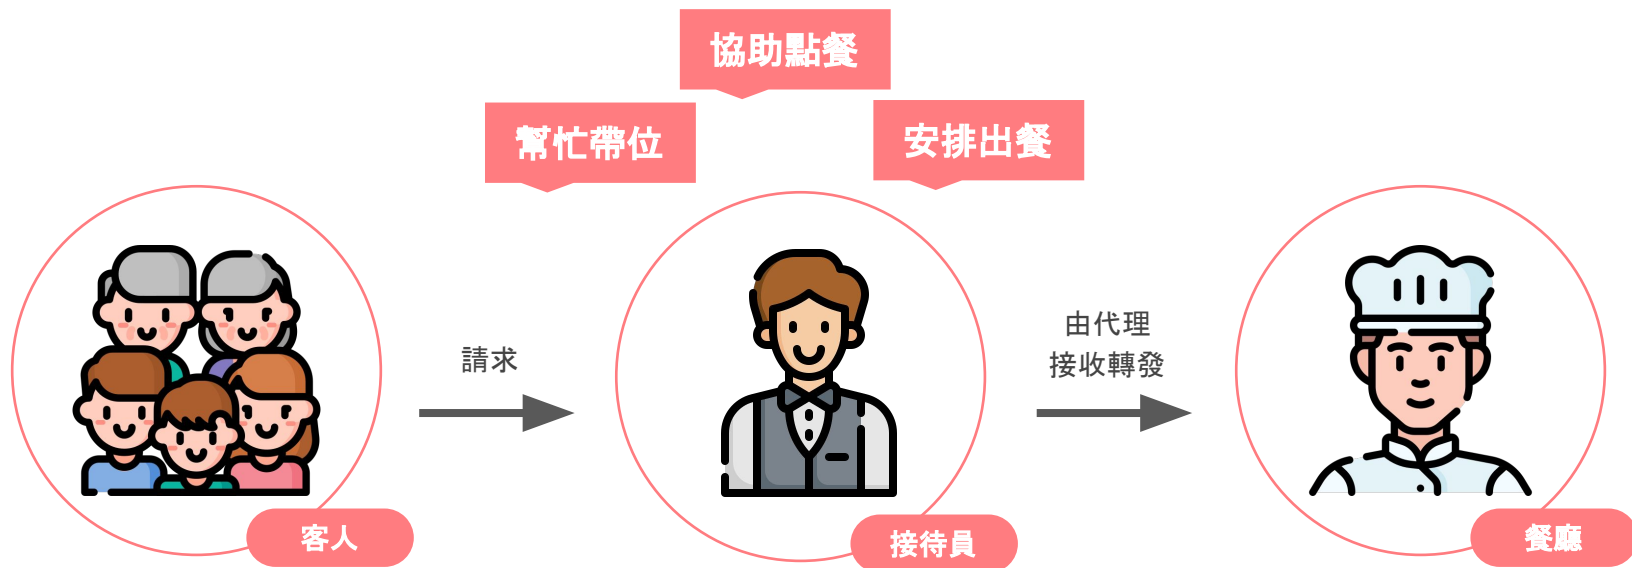 協助點餐
幫忙帶位
安排出餐
請求
由代理
接收轉發
客人
接待員
餐廳